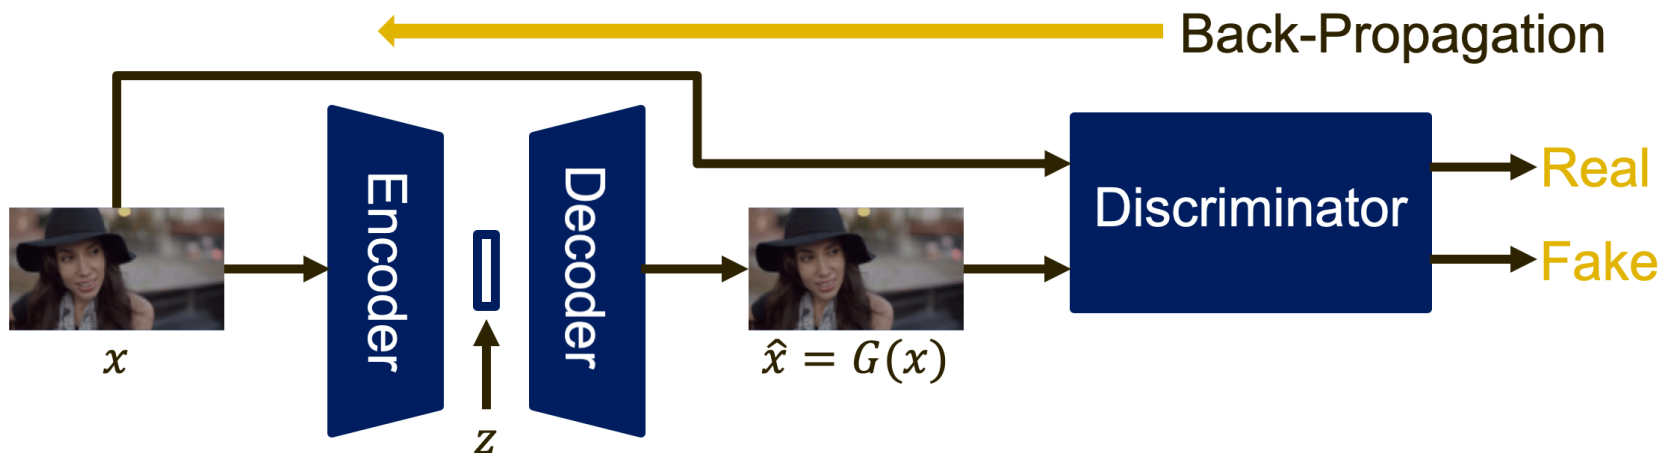 Back-Propagation
Encoder
Decoder
Discriminator
Real
Fake
x
x̂ = G(x)
z